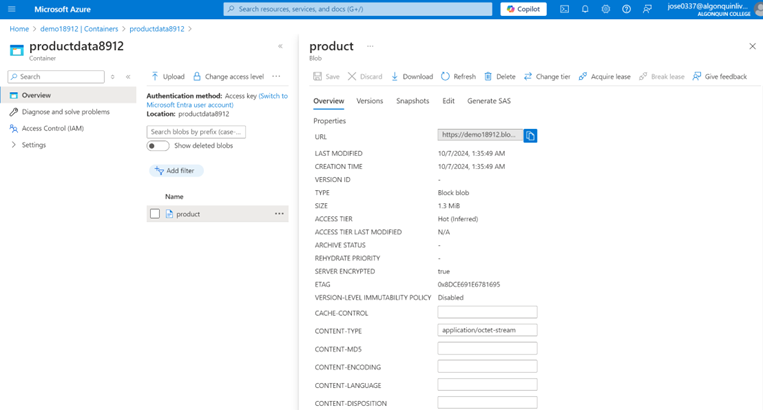 Microsoft Azure
Search resources, services, and docs (G+/)
Copilot
jose0337@algonquinliv...
ALGONQUIN COLLEGE
Home > demo18912 | Containers > productdata8912 >
productdata8912
Container
Search
Overview
Diagnose and solve problems
Access Control (IAM)
Settings
Upload Change access level ...
Authentication method: Access key (Switch to
Microsoft Entra user account)
Location: productdata8912
Search blobs by prefix (case-...
Show deleted blobs
Add filter
Name
product ...
product ...
Blob
Save Discard Download Refresh Delete Change tier Acquire lease Break lease Give feedback
Overview Versions Snapshots Edit Generate SAS
Properties
URL https://demo18912.blo...
LAST MODIFIED 10/7/2024, 1:35:49 AM
CREATION TIME 10/7/2024, 1:35:49 AM
VERSION ID -
TYPE Block blob
SIZE 1.3 MiB
ACCESS TIER Hot (Inferred)
ACCESS TIER LAST MODIFIED N/A
ARCHIVE STATUS -
REHYDRATE PRIORITY -
SERVER ENCRYPTED true
ETAG 0x8DCE691E6781695
VERSION-LEVEL IMMUTABILITY POLICY Disabled
CACHE-CONTROL
CONTENT-TYPE application/octet-stream
CONTENT-MD5
CONTENT-ENCODING
CONTENT-LANGUAGE
CONTENT-DISPOSITION